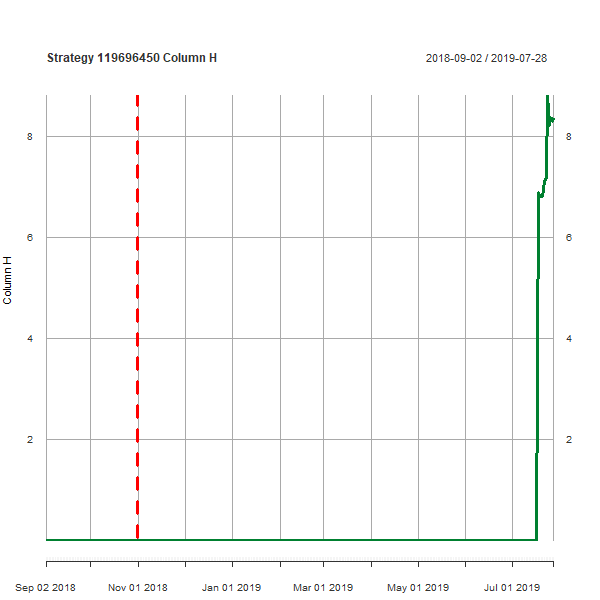 Strategy 119696450 Column H
2018-09-02 / 2019-07-28
8
8
6
6
Column H
4
4
2
2
Sep 02 2018
Nov 01 2018
Jan 01 2019
Mar 01 2019
May 01 2019
Jul 01 2019